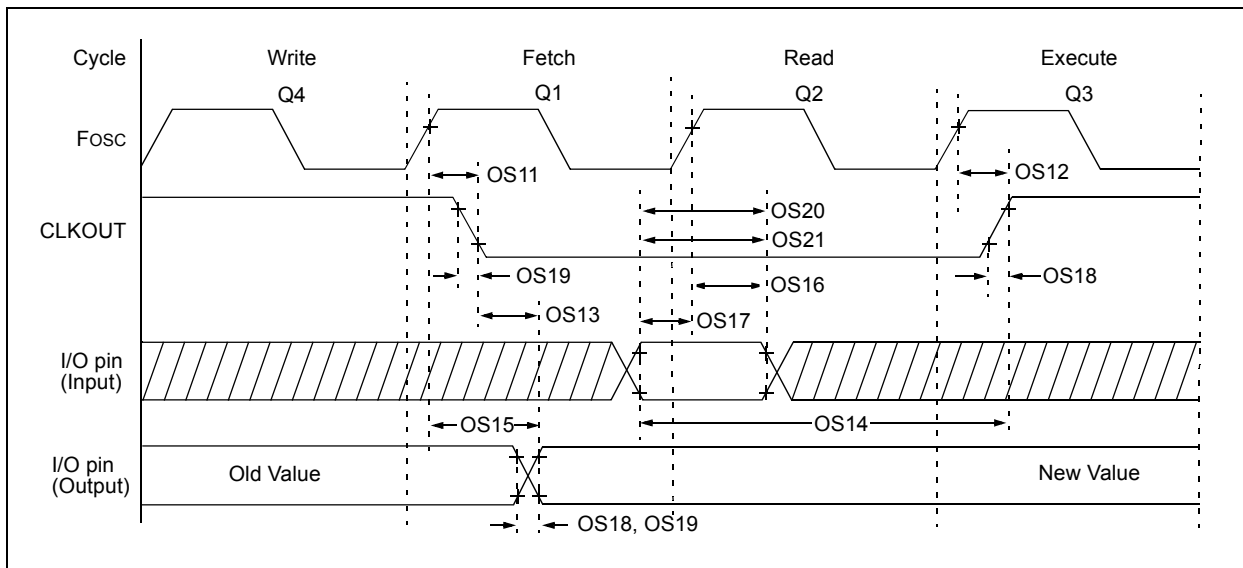 Cycle Write Fetch Read Execute
Q4 Q1 Q2 Q3
FOSC
OS11 OS12
OS20
CLKOUT
OS21
OS19 OS16 OS18
OS13 OS17
I/O pin
(Input)
OS15 OS14
I/O pin
(Output)
Old Value New Value
OS18, OS19